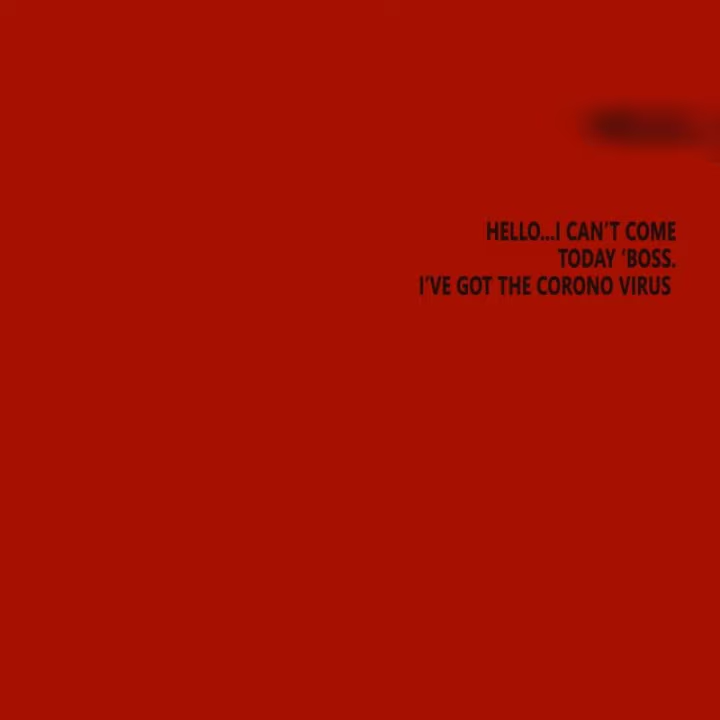 HELLO...I CAN'T COME
TODAY ‘BOSS.
I'VE GOT THE CORONO VIRUS